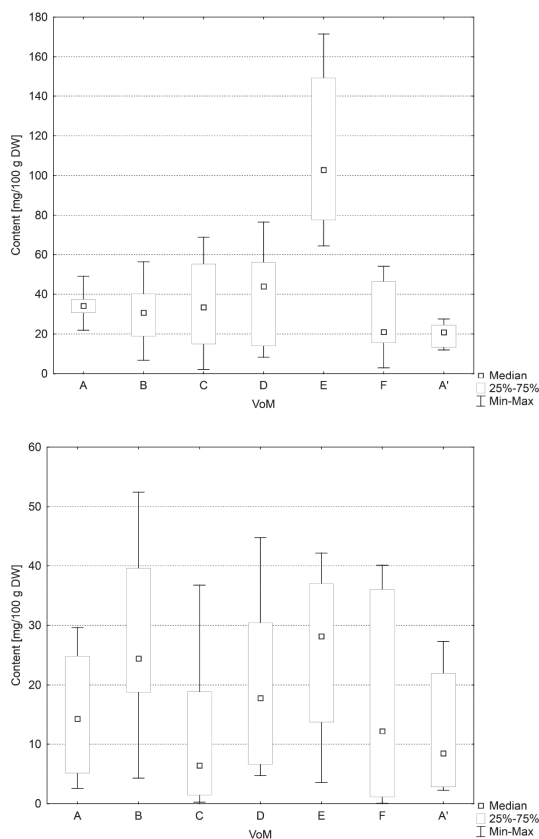 180
160
140
120
100
80
60
40
20
0
Content [mg/100 g DW]
A B C D E F A'
VoM
Median
25%-75%
Min-Max
60
50
40
30
20
10
0
Content [mg/100 g DW]
A B C D E F A'
VoM
Median
25%-75%
Min-Max